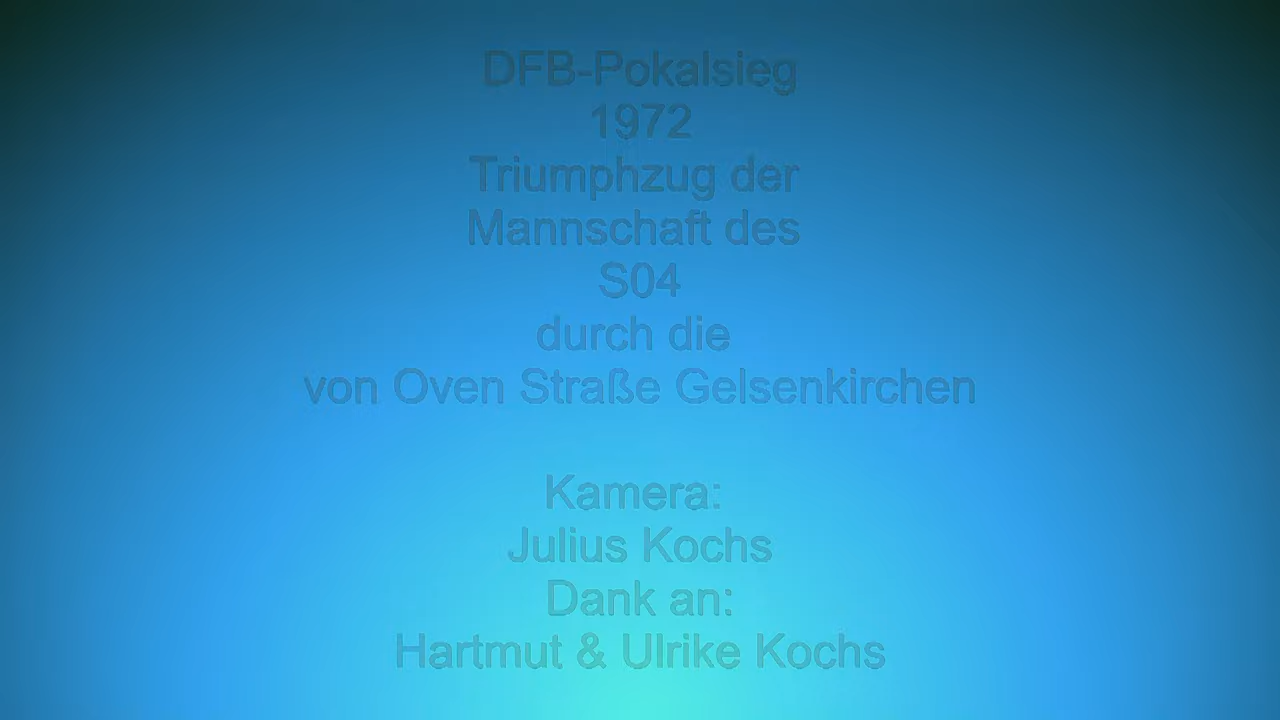 DFB-Pokalsieg
1972
Triumphzug der
Mannschaft des
S04
durch die
von Oven Straße Gelsenkirchen
Kamera:
Julius Kochs
Dank an:
Hartmut & Ulrike Kochs